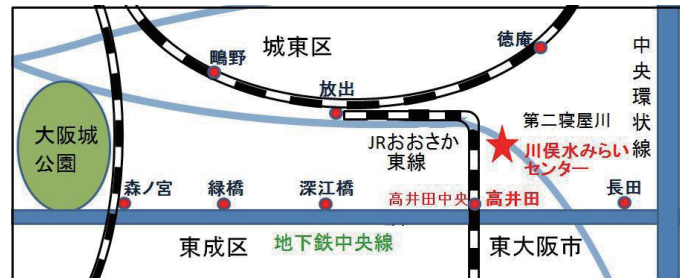 城東区
徳庵
鴫野
放出
中央環状線
第二寝屋川
大阪城
公園
JRおおさか
東線
川俣水みらい
センター
森ノ宮
緑橋
深江橋
高井田中央
高井田
長田
東成区
地下鉄中央線
東大阪市